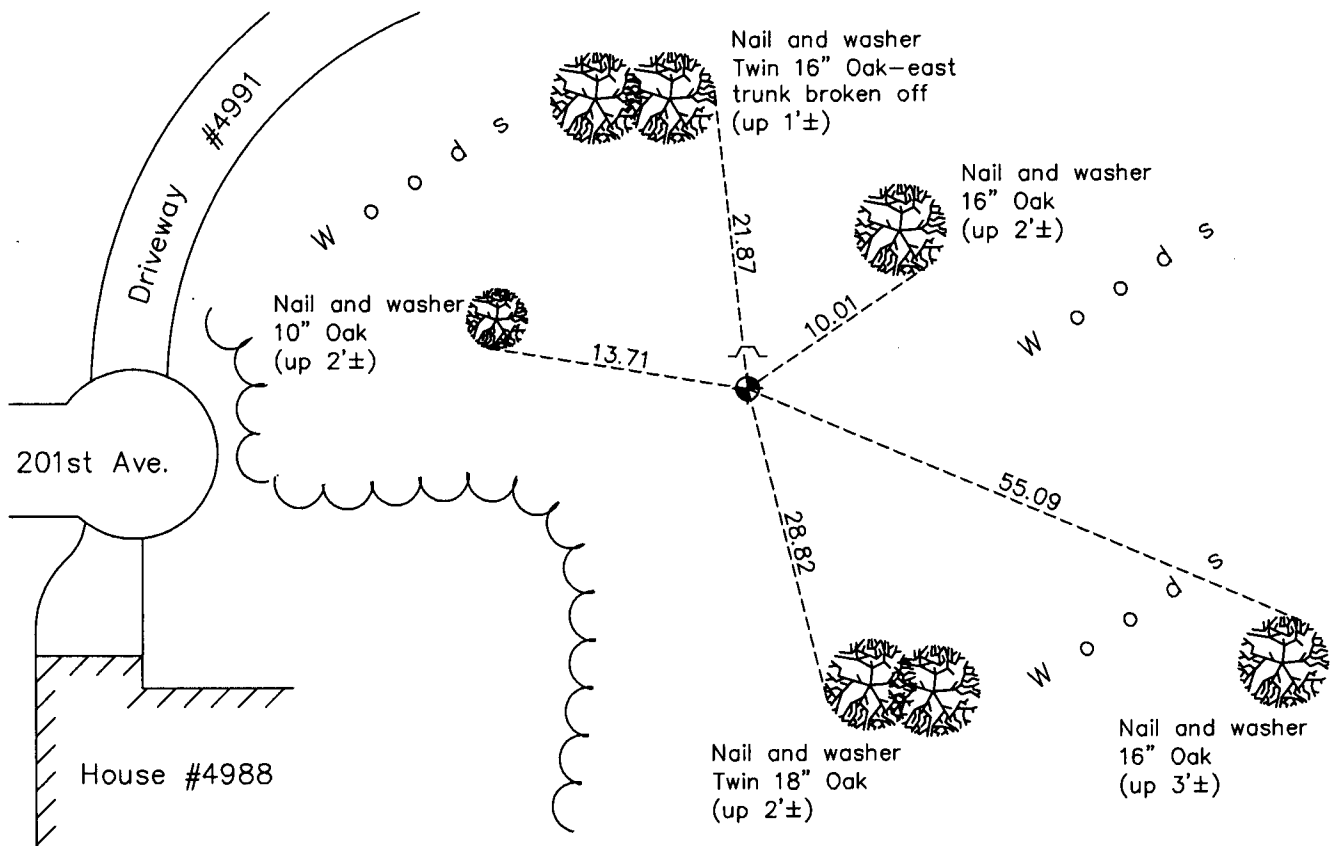 Nail and washer
Twin 16" Oak–east
trunk broken off
(up 1'±)
Driveway #4991
Woods
Nail and washer
16" Oak
(up 2'±)
21.87
10.01
Woods
Nail and washer
10" Oak
(up 2'±)
13.71
201st Ave.
55.09
28.82
Woods
House #4988
Nail and washer
Twin 18" Oak
(up 2'±)
Nail and washer
16" Oak
(up 3'±)